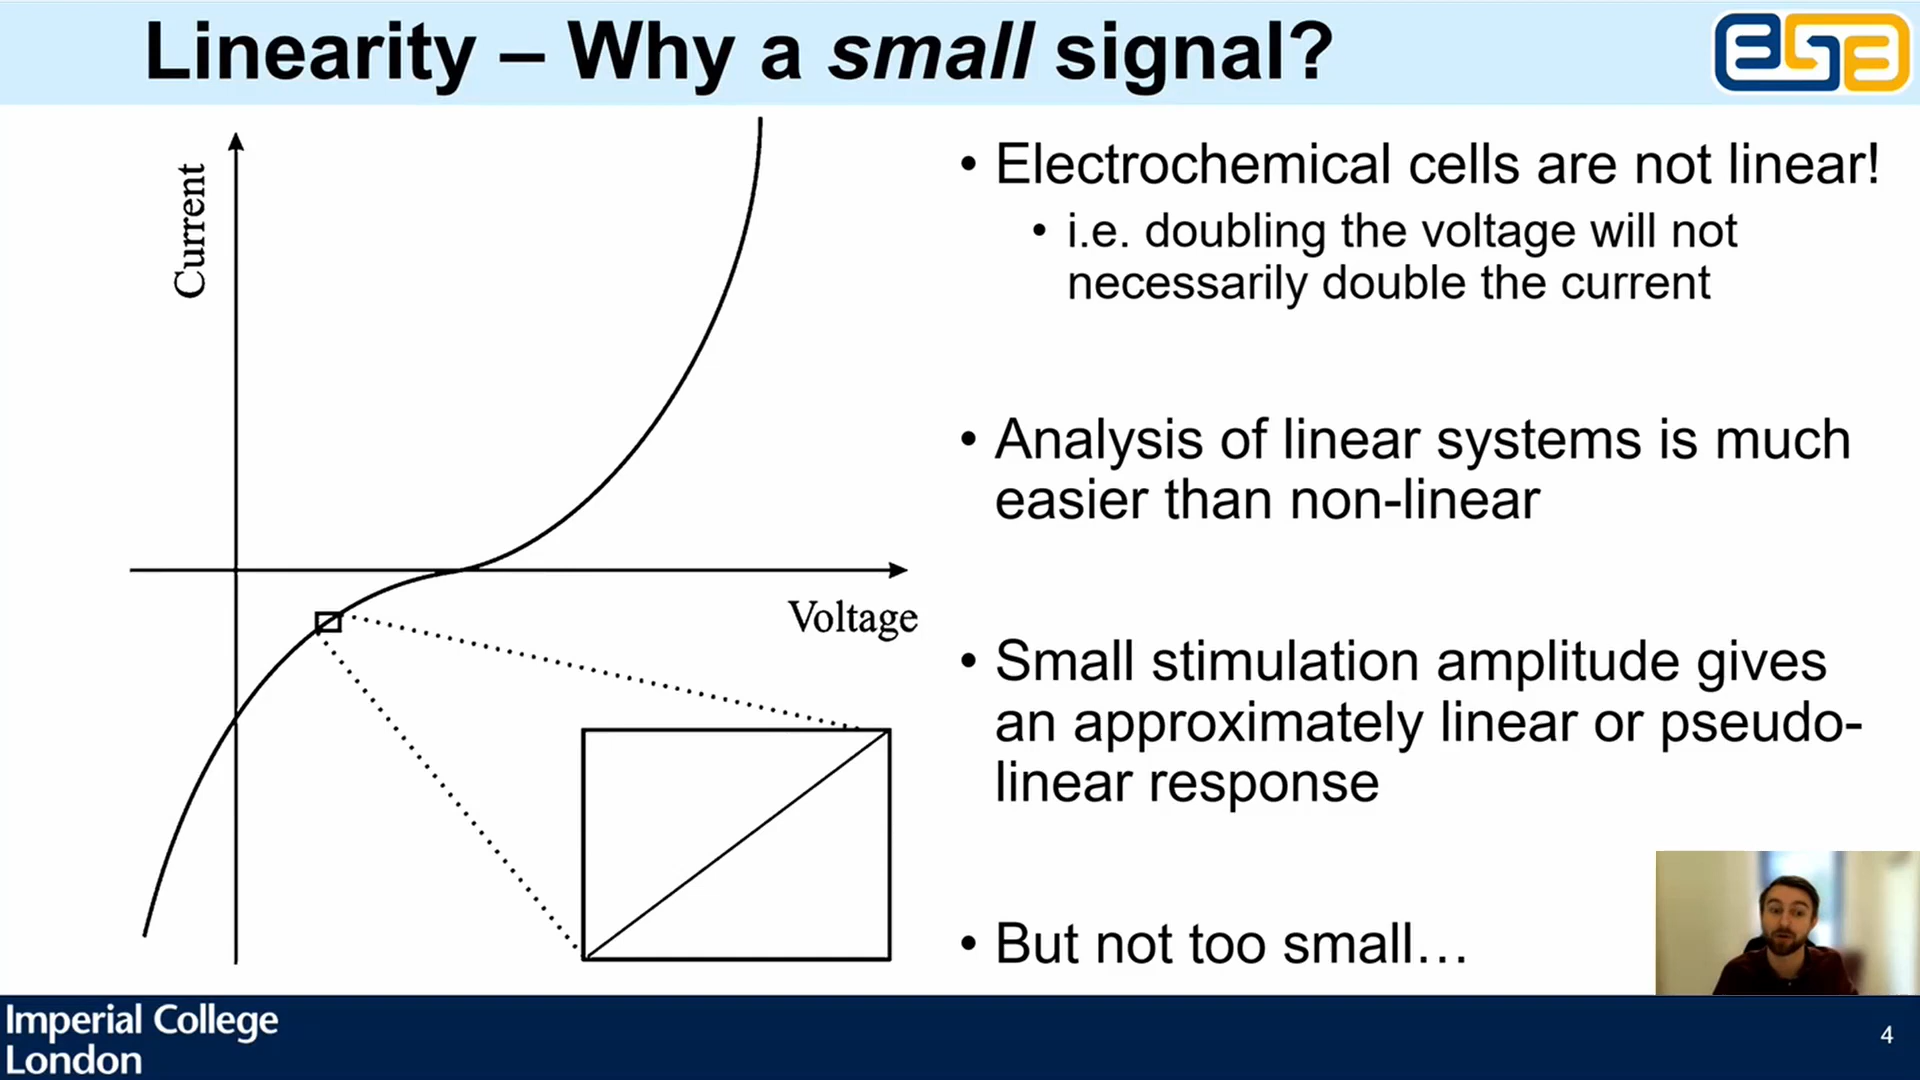 Linearity – Why a small signal?
Current
Voltage
• Electrochemical cells are not linear!
• i.e. doubling the voltage will not
necessarily double the current
• Analysis of linear systems is much
easier than non-linear
• Small stimulation amplitude gives
an approximately linear or pseudo-
linear response
• But not too small…
Imperial College
London
4